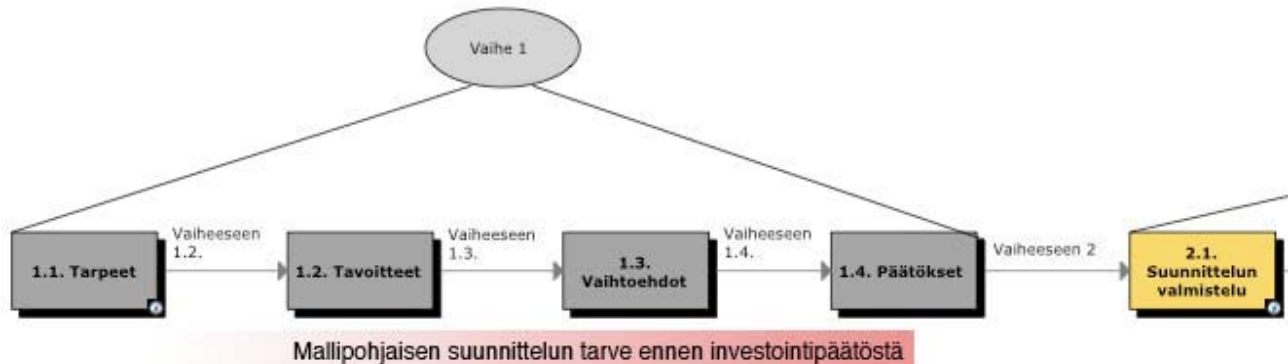 Vaihe 1
1.1. Tarpeet
Vaiheeseen
1.2.
1.2. Tavoitteet
Vaiheeseen
1.3.
1.3.
Vaihtoehdot
Vaiheeseen
1.4.
1.4. Päätökset
Vaiheeseen 2
2.1.
Suunnittelun
valmistelu
Mallipohjaisen suunnittelun tarve ennen investointipäätöstä